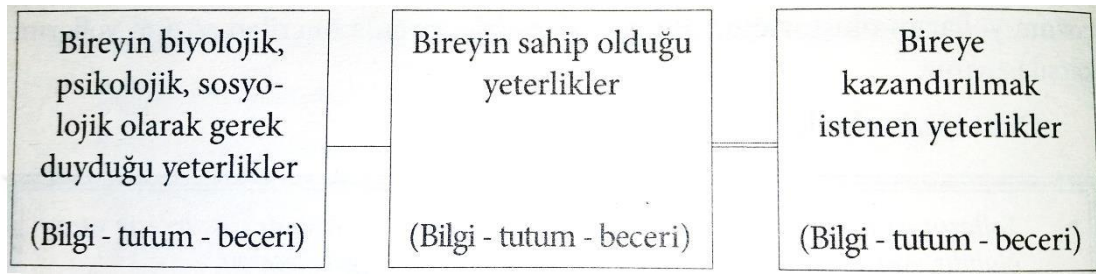 Bireyin biyolojik,
psikolojik, sosyo-
lojik olarak gerek
duyduğu yeterlikler
(Bilgi - tutum - beceri)
Bireyin sahip olduğu
yeterlikler
(Bilgi - tutum - beceri)
Bireye
kazandırılmak
istenen yeterlikler
(Bilgi - tutum - beceri)